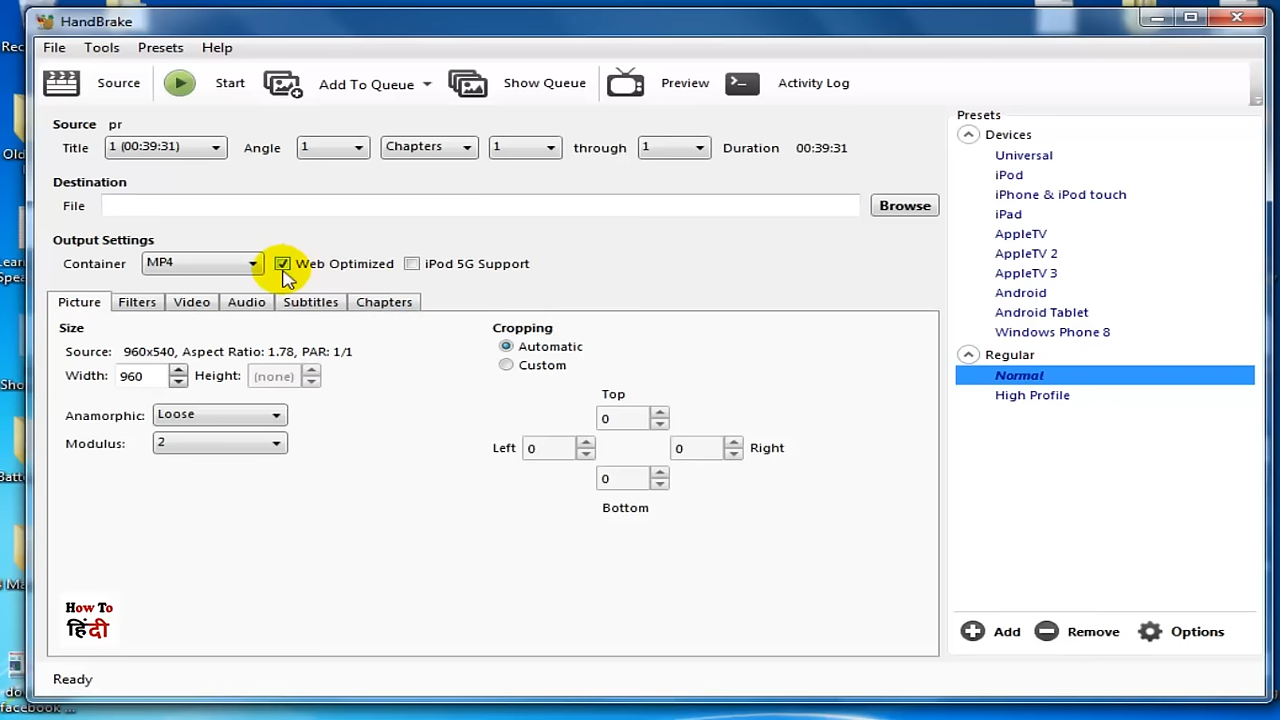 HandBrake
File Tools Presets Help
Source Start Add To Queue Show Queue Preview Activity Log
Source pr
Title 1 (00:39:31) Angle 1 Chapters 1 through 1 Duration 00:39:31
Destination
File Browse
Output Settings
Container MP4 Web Optimized iPod 5G Support
Picture Filters Video Audio Subtitles Chapters
Size
Source: 960x540, Aspect Ratio: 1.78, PAR: 1/1
Width: 960 Height: (none)
Anamorphic: Loose
Modulus: 2
Cropping
Automatic
Custom
Top
0
Left 0 0 Right
0
Bottom
Presets
Devices
Universal
iPod
iPhone & iPod touch
iPad
AppleTV
AppleTV 2
AppleTV 3
Android
Android Tablet
Windows Phone 8
Regular
Normal
High Profile
Add Remove Options
How To
हिंदी
Ready
Rec
Old
Sho
do
facebook ...